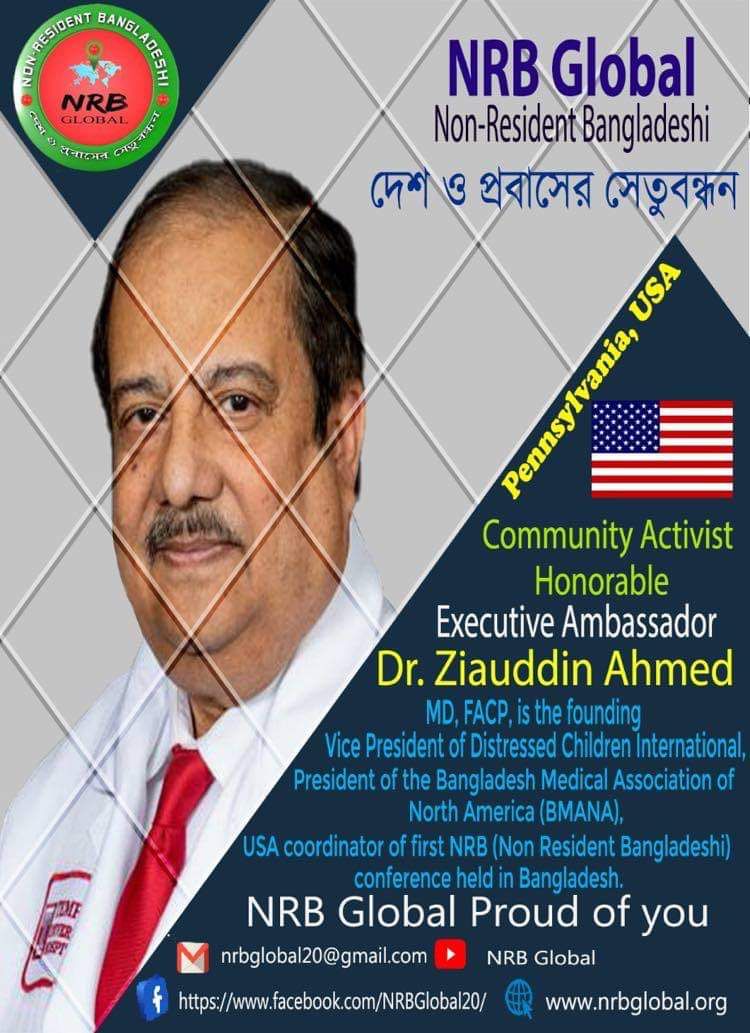 NON-RESIDENT BANGLADESHI
NRB
GLOBAL
দেশ ও প্রবাসের সেতুবন্ধন
NRB Global
Non-Resident Bangladeshi
দেশ ও প্রবাসের সেতুবন্ধন
Pennsylvania, USA
Community Activist
Honorable
Executive Ambassador
Dr. Ziauddin Ahmed
MD, FACP, is the founding
Vice President of Distressed Children International,
President of the Bangladesh Medical Association of
North America (BMANA),
USA coordinator of first NRB (Non Resident Bangladeshi)
conference held in Bangladesh.
NRB Global Proud of you
nrbglobal20@gmail.com NRB Global
https://www.facebook.com/NRBGlobal20/ www.nrbglobal.org